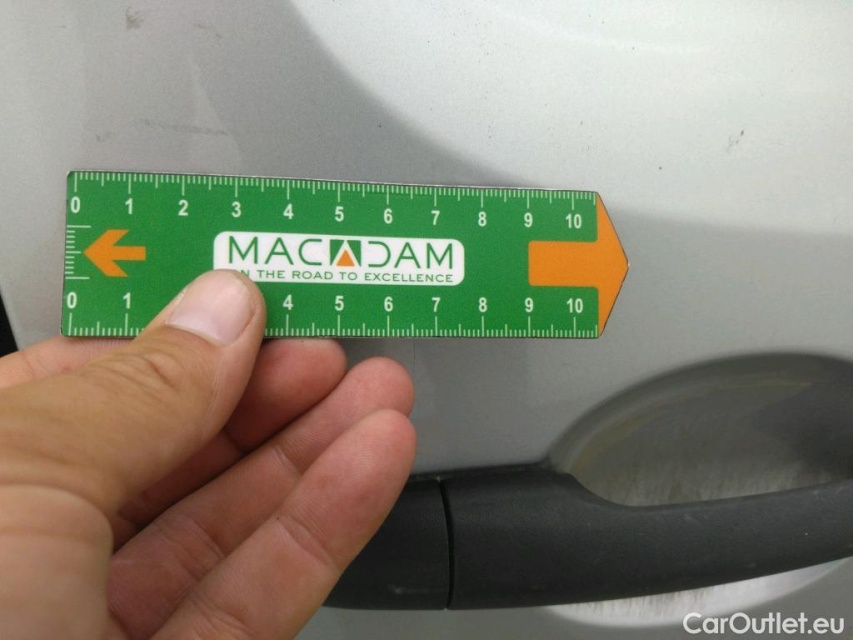 0 1 2 3 4 5 6 7 8 9 10
MACADAM
N THE ROAD TO EXCELLENCE
0 1 4 5 6 7 8 9 10
CarOutlet.eu